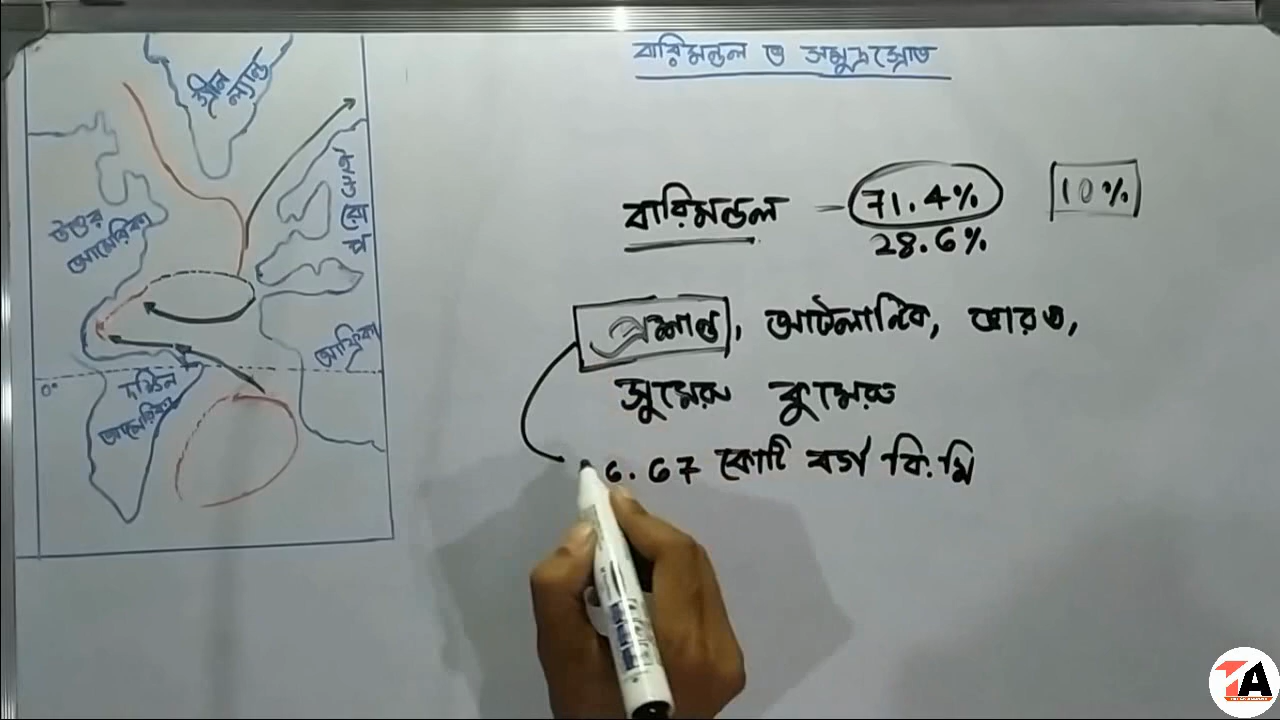 বারিমন্ডল ও সমুদ্রস্রোত
গ্রীন
ল্যান্ড
উত্তর
আমেরিকা
ইউরোপ
আফ্রিকা
0°
দক্ষিন
আমেরিকা
বারিমন্ডল - 71.4% 10%
28.6%
প্রশান্ত, আটলানিক, ভারত,
সুমেরু কুমেরু
6.67 কোটি বর্গ কি.মি
TA